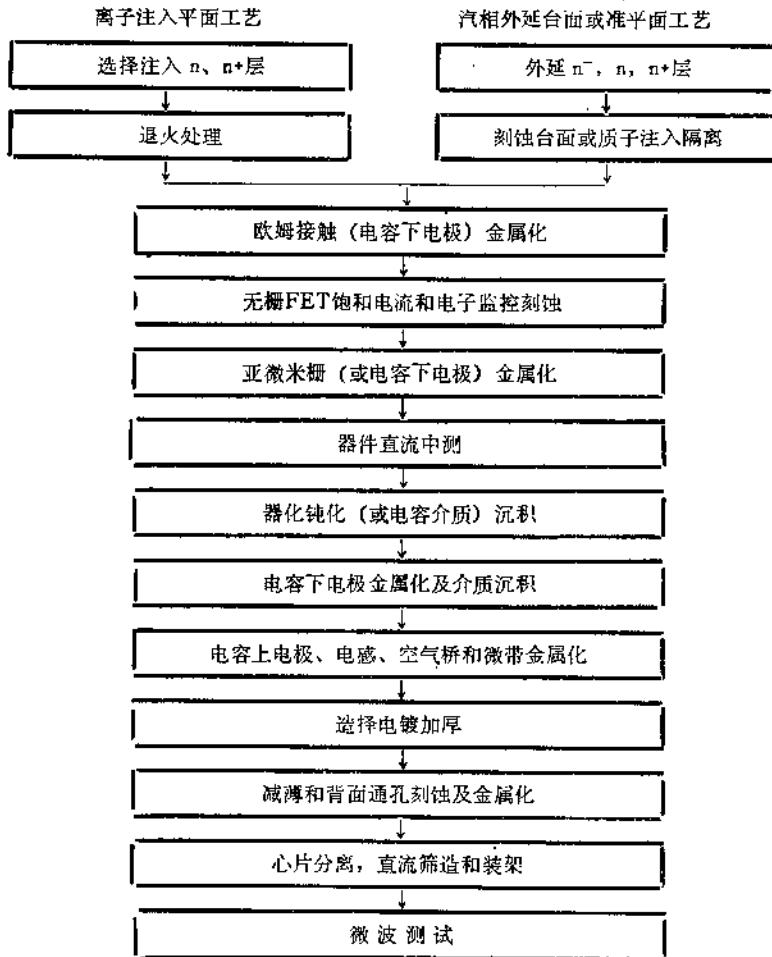 离子注入平面工艺
汽相外延台面或准平面工艺
选择注入 n、n+层
外延 n⁻, n, n+层
退火处理
刻蚀台面或质子注入隔离
欧姆接触 (电容下电极) 金属化
无栅FET饱和电流和电子监控刻蚀
亚微米栅 (或电容下电极) 金属化
器件直流中测
器化钝化 (或电容介质) 沉积
电容下电极金属化及介质沉积
电容上电极、电感、空气桥和微带金属化
选择电镀加厚
减薄和背面通孔刻蚀及金属化
心片分离，直流筛造和装架
微波测试